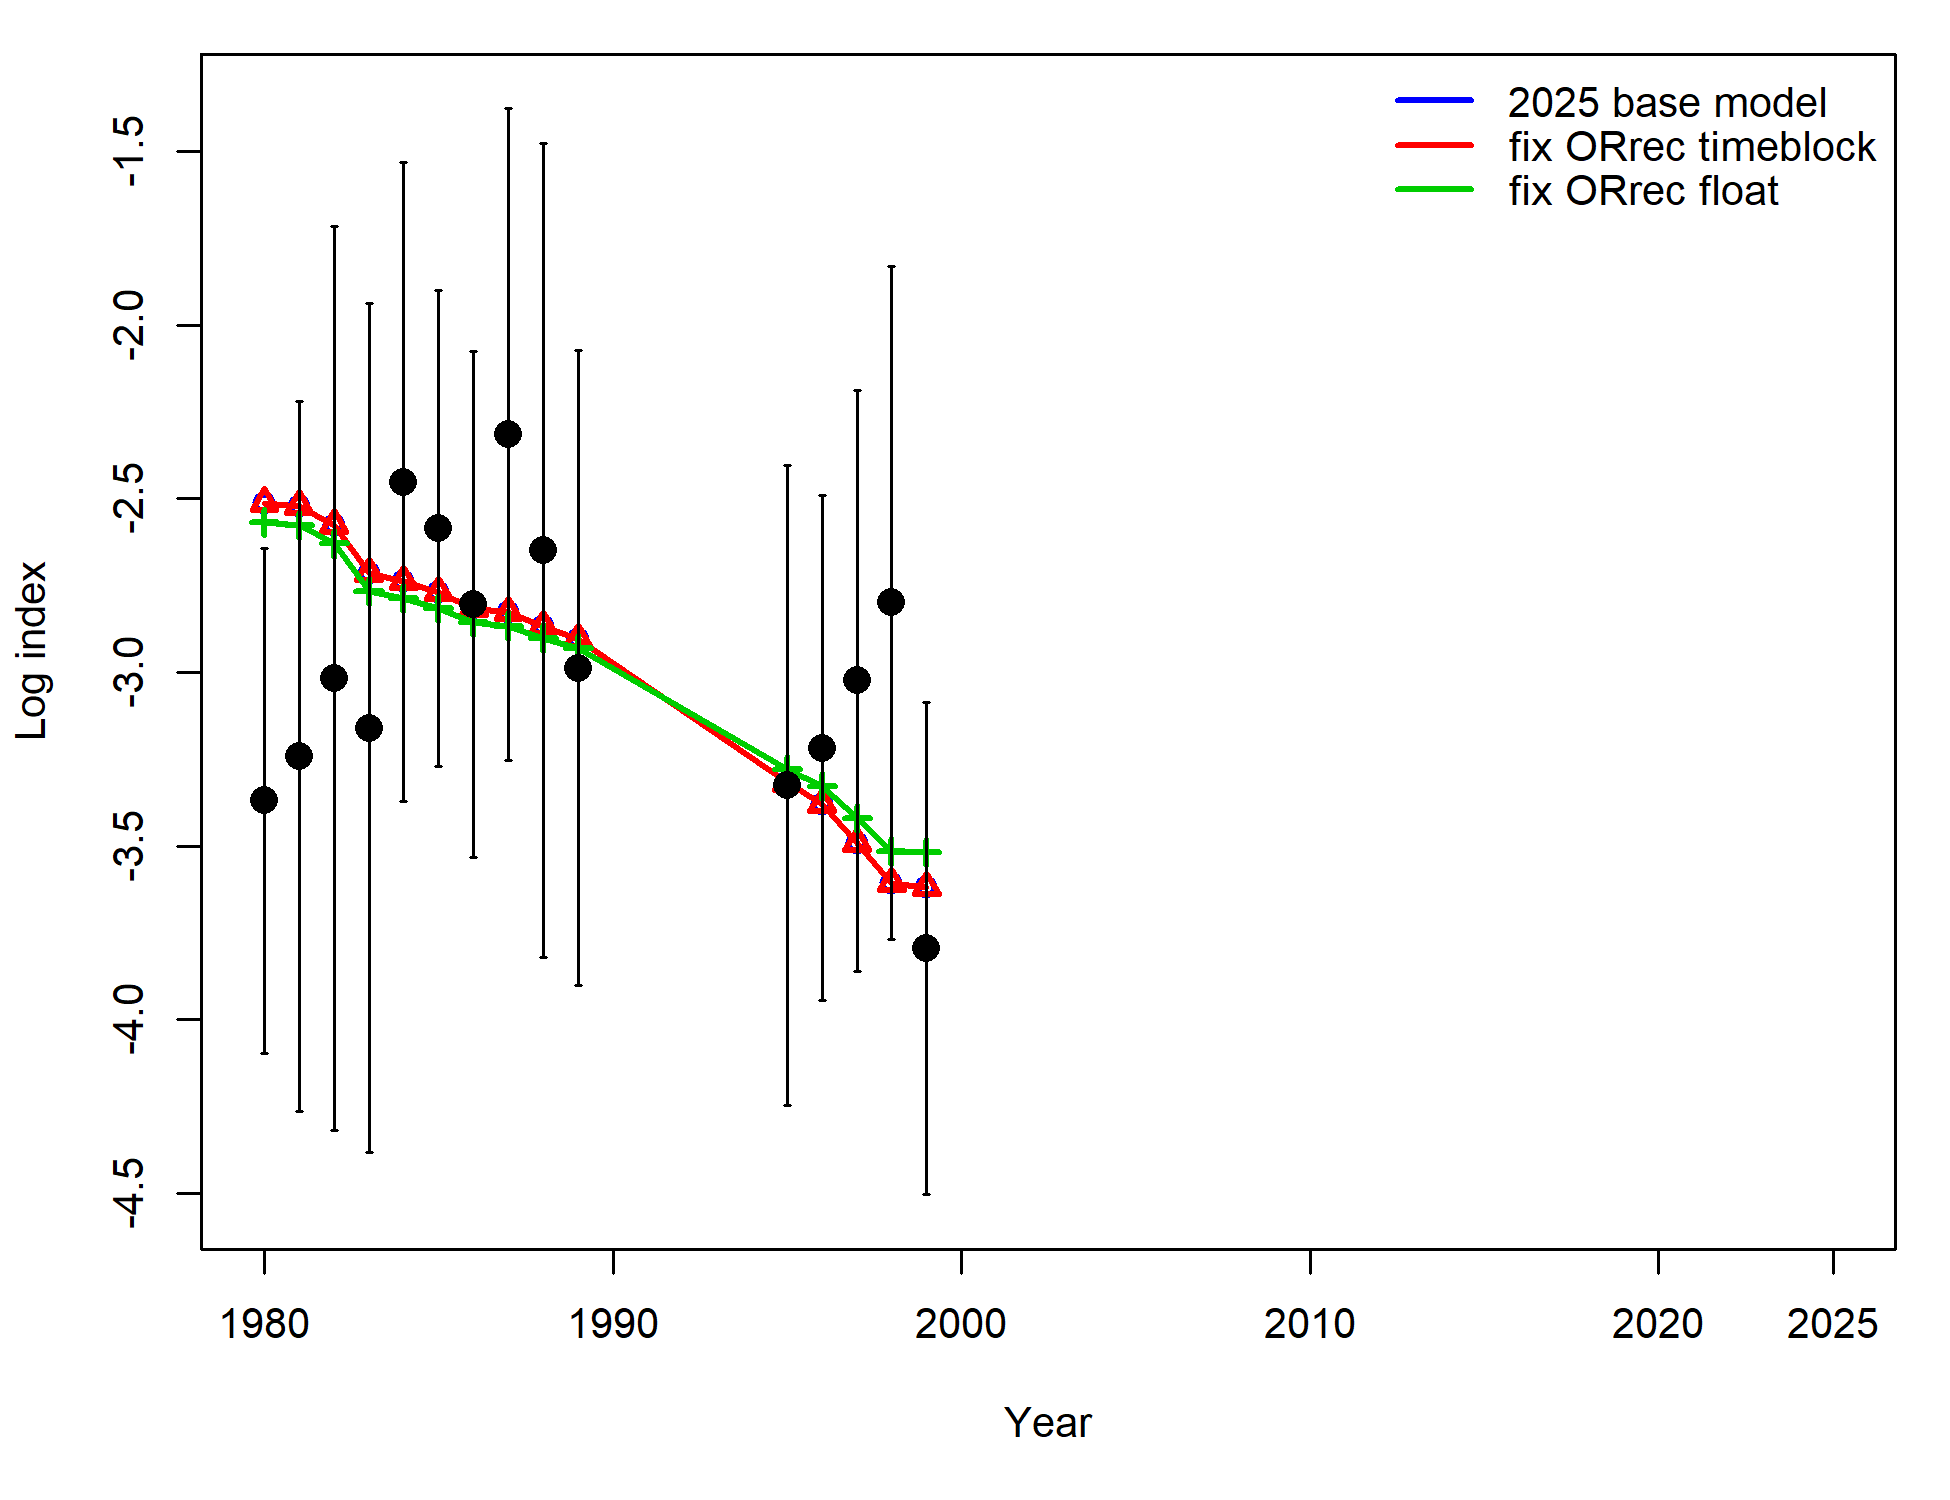 2025 base model
fix ORrec timeblock
fix ORrec float
Log index
-1.5
-2.0
-2.5
-3.0
-3.5
-4.0
-4.5
1980 1990 2000 2010 2020 2025
Year